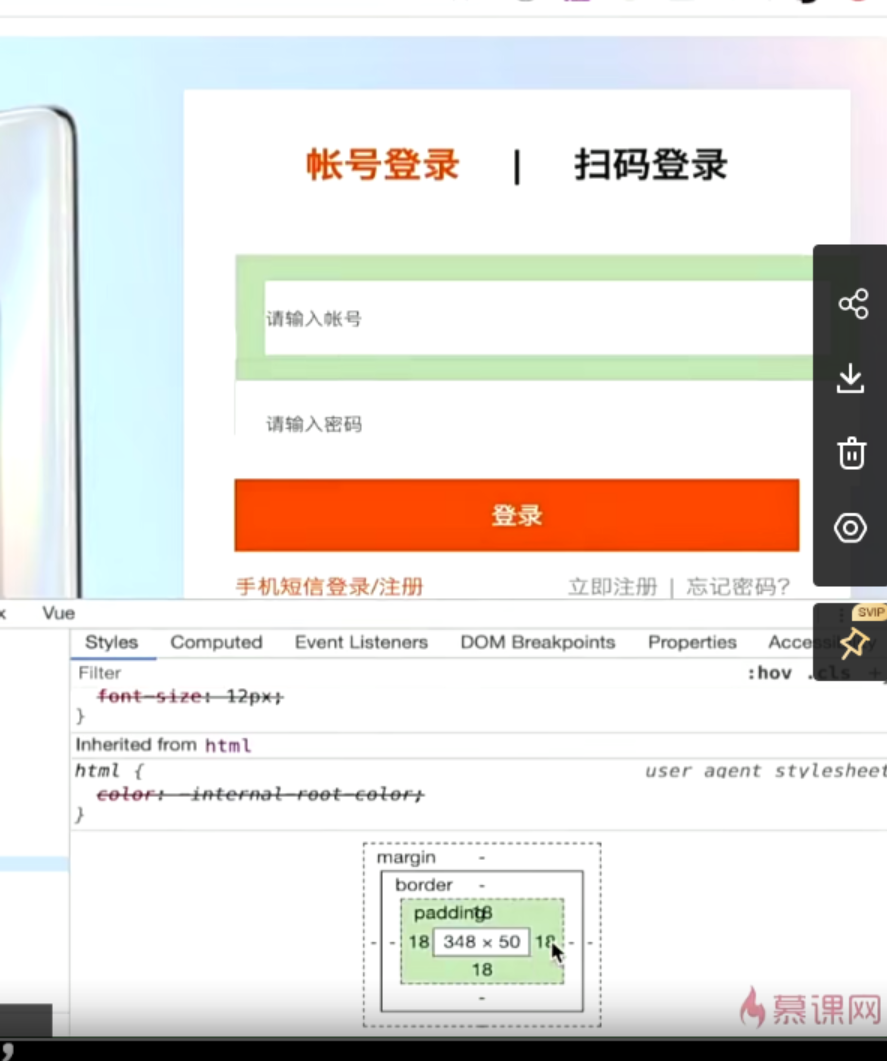 帐号登录 | 扫码登录
请输入帐号
请输入密码
登录
手机短信登录/注册 立即注册 | 忘记密码?
SVIP
x Vue
Styles Computed Event Listeners DOM Breakpoints Properties Accessibility
Filter :hov .cls +
font-size: 12px;
}
Inherited from html
html { user agent stylesheet
color: -internal-root-color;
}
margin -
border -
padding 18
- - 18 348 × 50 18 - -
18
-
慕课网